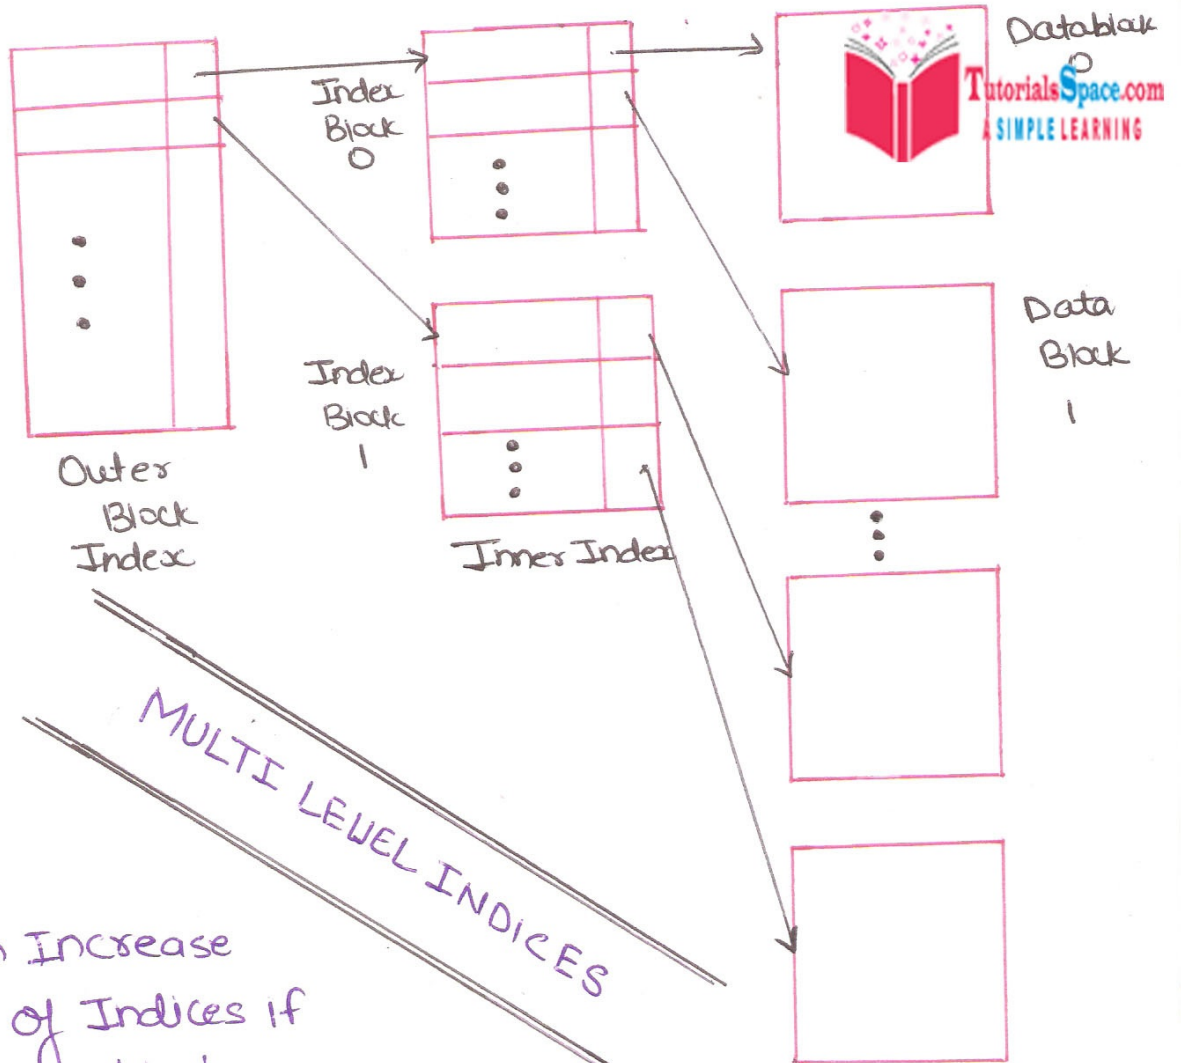 Datablock
0
TutorialsSpace.com
A SIMPLE LEARNING
Index
Block
0
Data
Block
1
Index
Block
1
Outer
Block
Index
Inner Index
MULTI LEVEL INDICES
Increase
of Indices if